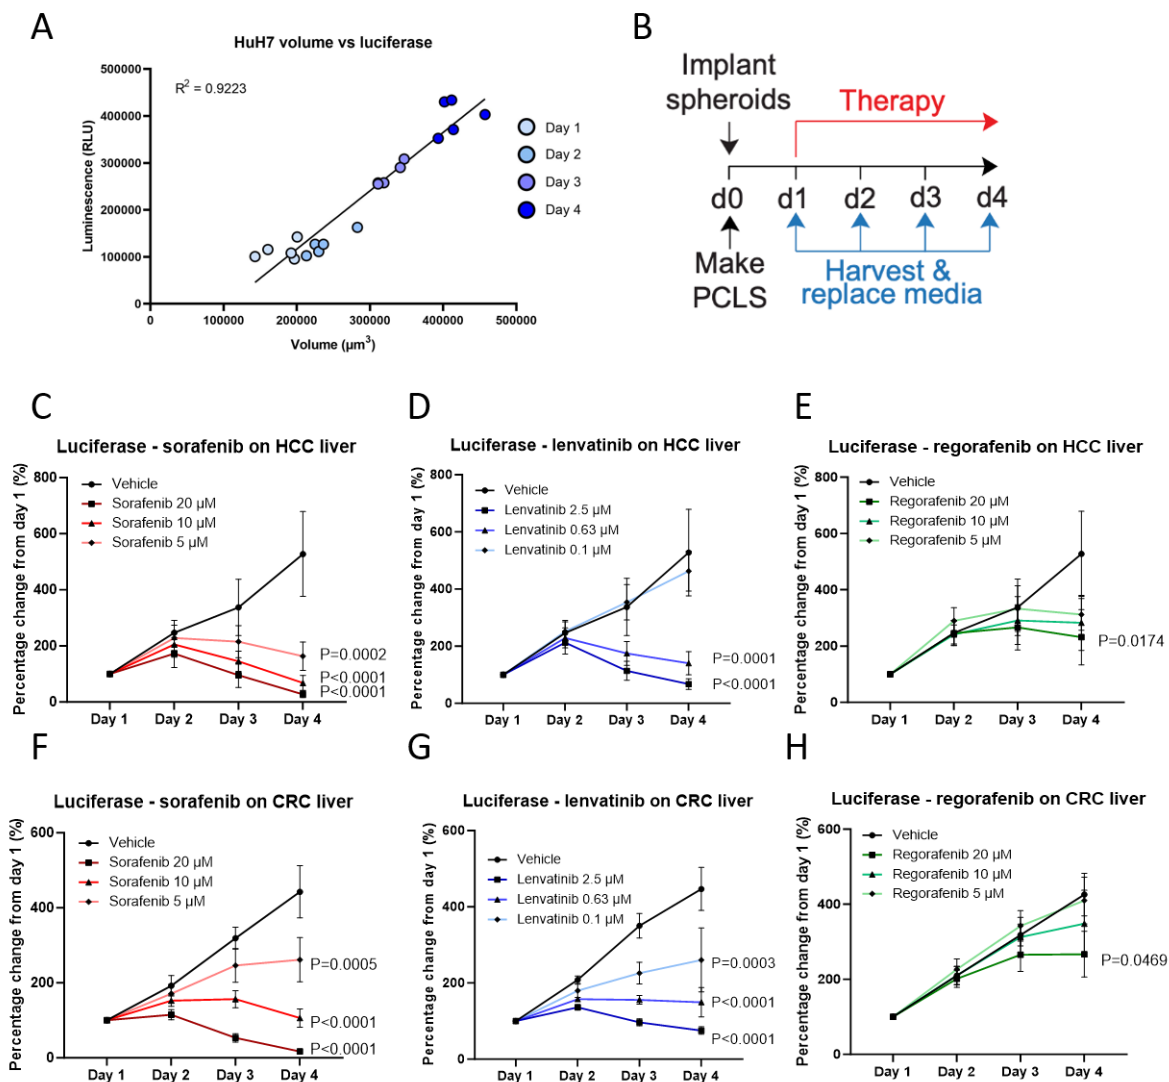 A
HuH7 volume vs luciferase
R² = 0.9223
Luminescence (RLU)
500000
400000
300000
200000
100000
0
0 100000 200000 300000 400000 500000
Volume (µm³)
Day 1
Day 2
Day 3
Day 4
B
Implant
spheroids
Therapy
d0 d1 d2 d3 d4
Make
PCLS
Harvest &
replace media
C
Luciferase - sorafenib on HCC liver
Percentage change from day 1 (%)
800
600
400
200
0
Vehicle
Sorafenib 20 µM
Sorafenib 10 µM
Sorafenib 5 µM
P=0.0002
P<0.0001
P<0.0001
Day 1 Day 2 Day 3 Day 4
D
Luciferase - lenvatinib on HCC liver
Percentage change from day 1 (%)
800
600
400
200
0
Vehicle
Lenvatinib 2.5 µM
Lenvatinib 0.63 µM
Lenvatinib 0.1 µM
P=0.0001
P<0.0001
Day 1 Day 2 Day 3 Day 4
E
Luciferase - regorafenib on HCC liver
Percentage change from day 1 (%)
800
600
400
200
0
Vehicle
Regorafenib 20 µM
Regorafenib 10 µM
Regorafenib 5 µM
P=0.0174
Day 1 Day 2 Day 3 Day 4
F
Luciferase - sorafenib on CRC liver
Percentage change from day 1 (%)
600
400
200
0
Vehicle
Sorafenib 20 µM
Sorafenib 10 µM
Sorafenib 5 µM
P=0.0005
P<0.0001
P<0.0001
Day 1 Day 2 Day 3 Day 4
G
Luciferase - lenvatinib on CRC liver
Percentage change from day 1 (%)
600
400
200
0
Vehicle
Lenvatinib 2.5 µM
Lenvatinib 0.63 µM
Lenvatinib 0.1 µM
P=0.0003
P<0.0001
P<0.0001
Day 1 Day 2 Day 3 Day 4
H
Luciferase - regorafenib on CRC liver
Percentage change from day 1 (%)
600
400
200
0
Vehicle
Regorafenib 20 µM
Regorafenib 10 µM
Regorafenib 5 µM
P=0.0469
Day 1 Day 2 Day 3 Day 4